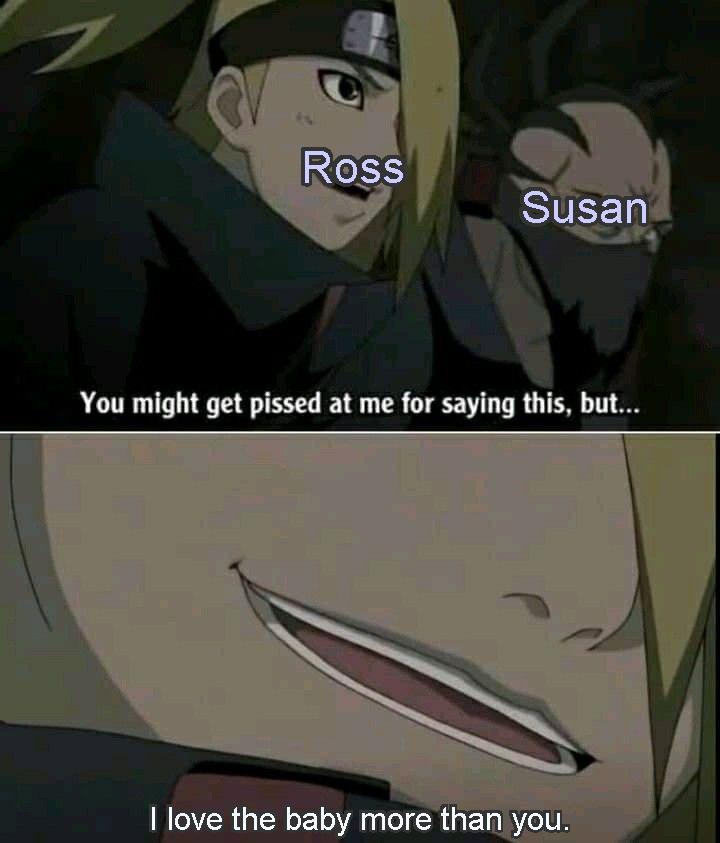 Ross
Susan
You might get pissed at me for saying this, but...
I love the baby more than you.